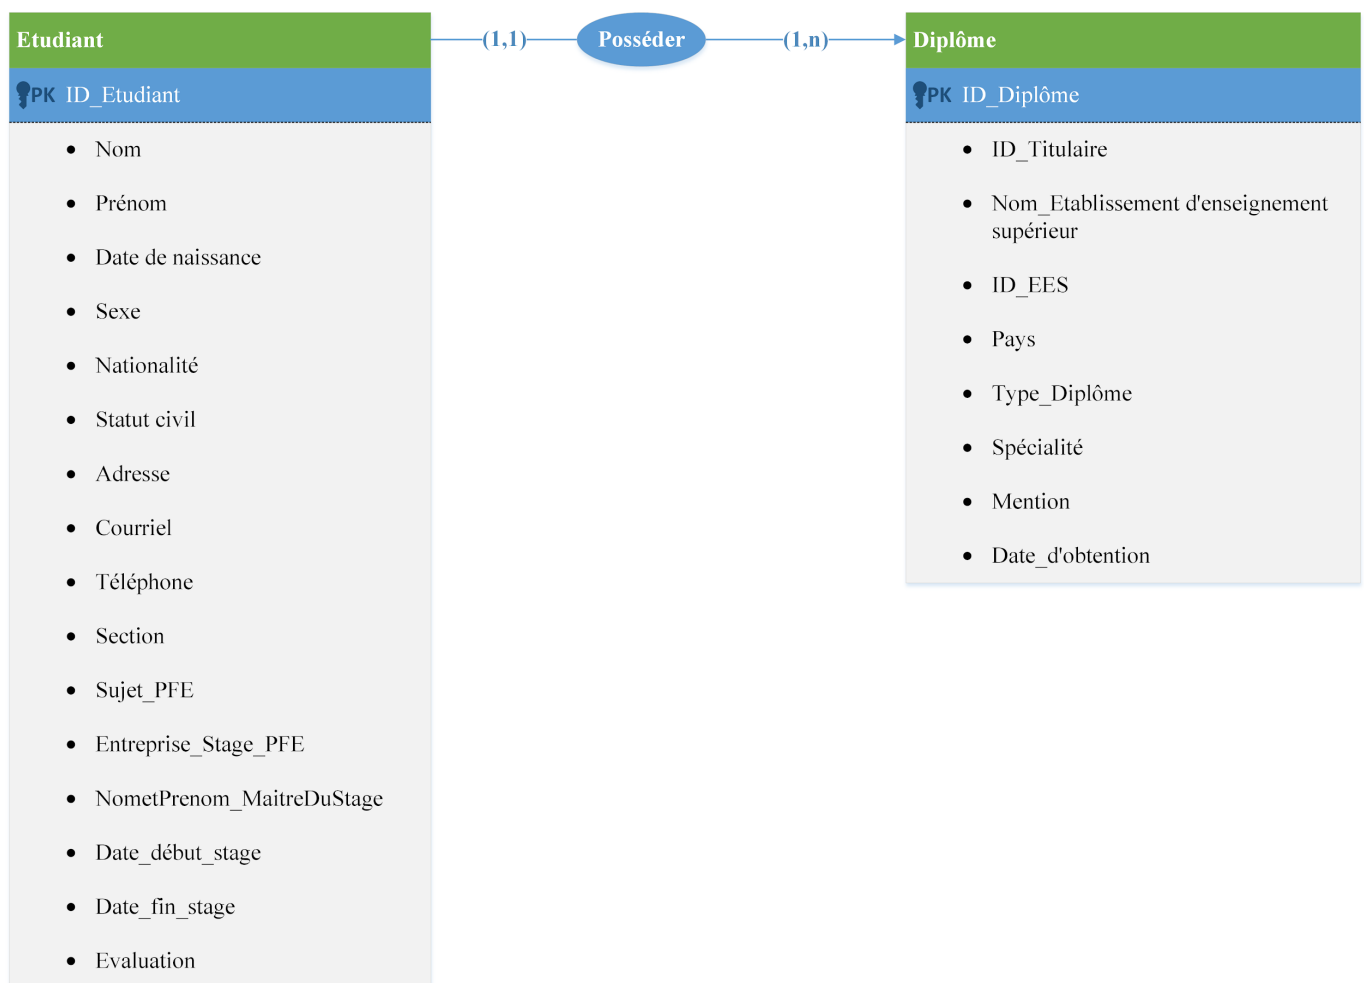 Etudiant
(1,1)
Posséder
(1,n)
Diplôme
PK ID_Etudiant
• Nom
• Prénom
• Date de naissance
• Sexe
• Nationalité
• Statut civil
• Adresse
• Courriel
• Téléphone
• Section
• Sujet_PFE
• Entreprise_Stage_PFE
• NometPrenom_MaitreDuStage
• Date_début_stage
• Date_fin_stage
• Evaluation
PK ID_Diplôme
• ID_Titulaire
• Nom_Etablissement d'enseignement
supérieur
• ID_EES
• Pays
• Type_Diplôme
• Spécialité
• Mention
• Date_d'obtention